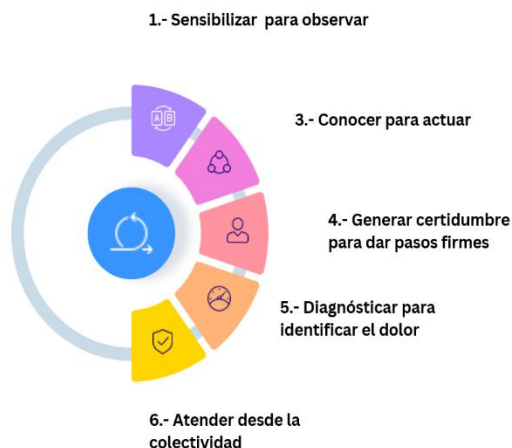 1.- Sensibilizar para observar
A B
3.- Conocer para actuar
4.- Generar certidumbre
para dar pasos firmes
5.- Diagnósticar para
identificar el dolor
6.- Atender desde la
colectividad